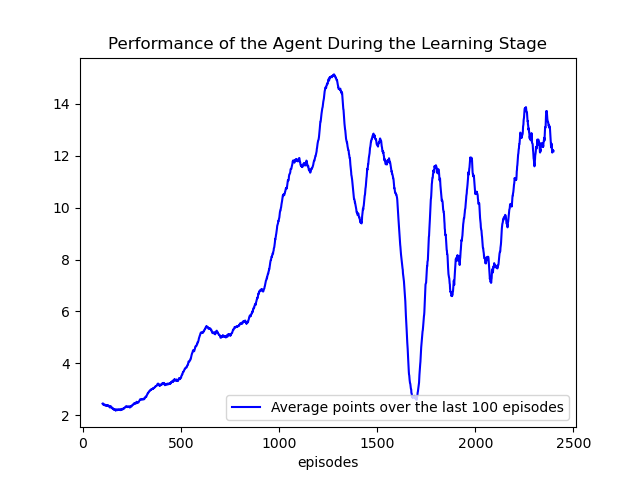 Performance of the Agent During the Learning Stage
14
12
10
8
6
4
2
Average points over the last 100 episodes
0 500 1000 1500 2000 2500
episodes